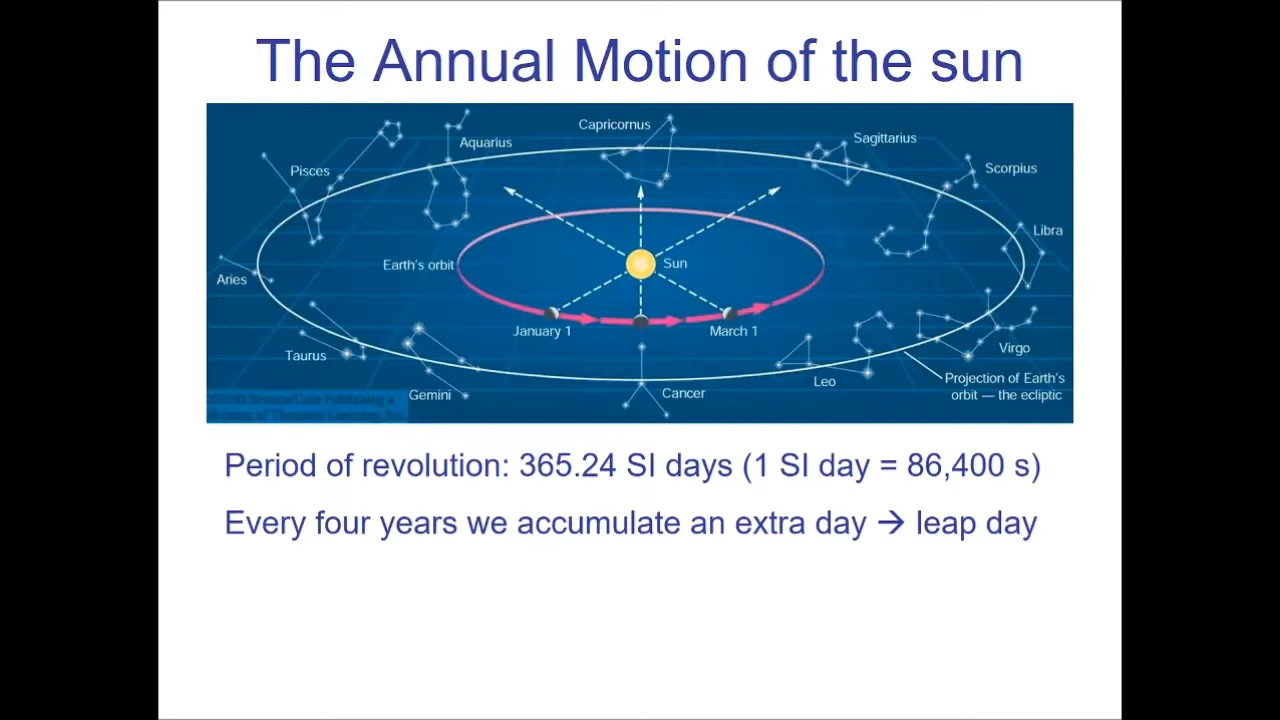 The Annual Motion of the sun
Capricornus
Sagittarius
Aquarius
Scorpius
Pisces
Libra
Earth's orbit
Sun
Aries
January 1
March 1
Virgo
Taurus
Projection of Earth's
orbit — the ecliptic
Leo
Cancer
Gemini
Period of revolution: 365.24 SI days (1 SI day = 86,400 s)
Every four years we accumulate an extra day → leap day